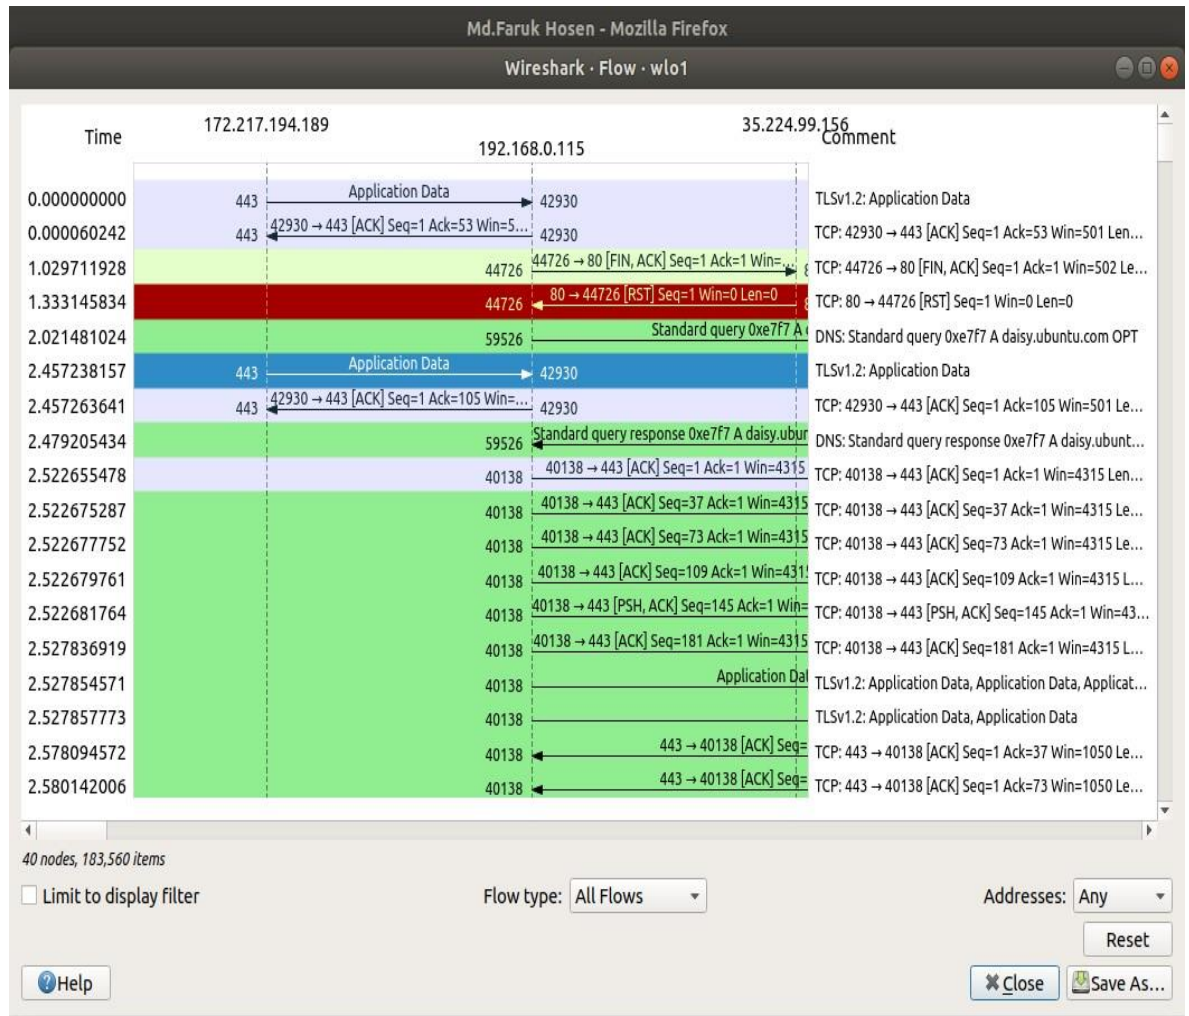 Md.Faruk Hosen - Mozilla Firefox
Wireshark · Flow · wlo1
Time 172.217.194.189 192.168.0.115 35.224.99.156 Comment
0.000000000 443 Application Data 42930 TLSv1.2: Application Data
0.000060242 443 42930 → 443 [ACK] Seq=1 Ack=53 Win=5... 42930 TCP: 42930 → 443 [ACK] Seq=1 Ack=53 Win=501 Len...
1.029711928 44726 44726 → 80 [FIN, ACK] Seq=1 Ack=1 Win=... TCP: 44726 → 80 [FIN, ACK] Seq=1 Ack=1 Win=502 Le...
1.333145834 44726 80 → 44726 [RST] Seq=1 Win=0 Len=0 TCP: 80 → 44726 [RST] Seq=1 Win=0 Len=0
2.021481024 59526 Standard query 0xe7f7 A DNS: Standard query 0xe7f7 A daisy.ubuntu.com OPT
2.457238157 443 Application Data 42930 TLSv1.2: Application Data
2.457263641 443 42930 → 443 [ACK] Seq=1 Ack=105 Win=... 42930 TCP: 42930 → 443 [ACK] Seq=1 Ack=105 Win=501 Le...
2.479205434 59526 Standard query response 0xe7f7 A daisy.ubun DNS: Standard query response 0xe7f7 A daisy.ubunt...
2.522655478 40138 40138 → 443 [ACK] Seq=1 Ack=1 Win=4315 TCP: 40138 → 443 [ACK] Seq=1 Ack=1 Win=4315 Len...
2.522675287 40138 40138 → 443 [ACK] Seq=37 Ack=1 Win=4315 TCP: 40138 → 443 [ACK] Seq=37 Ack=1 Win=4315 Le...
2.522677752 40138 40138 → 443 [ACK] Seq=73 Ack=1 Win=4315 TCP: 40138 → 443 [ACK] Seq=73 Ack=1 Win=4315 Le...
2.522679761 40138 40138 → 443 [ACK] Seq=109 Ack=1 Win=431 TCP: 40138 → 443 [ACK] Seq=109 Ack=1 Win=4315 L...
2.522681764 40138 40138 → 443 [PSH, ACK] Seq=145 Ack=1 Win= TCP: 40138 → 443 [PSH, ACK] Seq=145 Ack=1 Win=43...
2.527836919 40138 40138 → 443 [ACK] Seq=181 Ack=1 Win=4315 TCP: 40138 → 443 [ACK] Seq=181 Ack=1 Win=4315 L...
2.527854571 40138 Application Dat TLSv1.2: Application Data, Application Data, Applicat...
2.527857773 40138 TLSv1.2: Application Data, Application Data
2.578094572 40138 443 → 40138 [ACK] Seq= TCP: 443 → 40138 [ACK] Seq=1 Ack=37 Win=1050 Le...
2.580142006 40138 443 → 40138 [ACK] Seq= TCP: 443 → 40138 [ACK] Seq=1 Ack=73 Win=1050 Le...
40 nodes, 183,560 items
Limit to display filter Flow type: All Flows Addresses: Any
Reset
Help Close Save As...